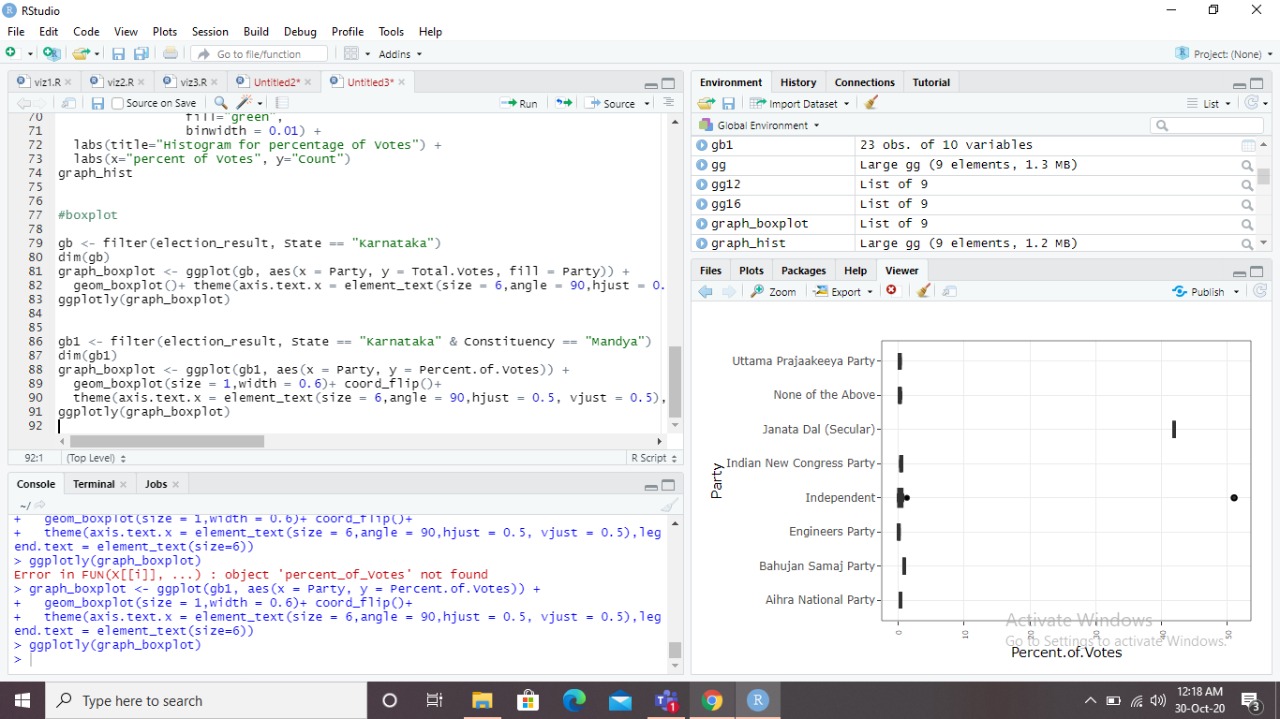 RStudio
File Edit Code View Plots Session Build Debug Profile Tools Help
Go to file/function Addins Project: (None)
viz1.R viz2.R viz3.R Untitled2* Untitled3*
Source on Save Run Source
70 fill="green",
71 binwidth = 0.01) +
72 labs(title="Histogram for percentage of Votes") +
73 labs(x="percent of Votes", y="Count")
74 graph_hist
75
76
77 #boxplot
78
79 gb <- filter(election_result, State == "Karnataka")
80 dim(gb)
81 graph_boxplot <- ggplot(gb, aes(x = Party, y = Total.Votes, fill = Party)) +
82 geom_boxplot()+ theme(axis.text.x = element_text(size = 6,angle = 90,hjust = 0.
83 ggplotly(graph_boxplot)
84
85
86 gb1 <- filter(election_result, State == "Karnataka" & Constituency == "Mandya")
87 dim(gb1)
88 graph_boxplot <- ggplot(gb1, aes(x = Party, y = Percent.of.Votes)) +
89 geom_boxplot(size = 1,width = 0.6)+ coord_flip()+
90 theme(axis.text.x = element_text(size = 6,angle = 90,hjust = 0.5, vjust = 0.5),
91 ggplotly(graph_boxplot)
92
92:1 (Top Level) R Script
Console Terminal Jobs
~/
+ geom_boxplot(size = 1,width = 0.6)+ coord_flip()+
+ theme(axis.text.x = element_text(size = 6,angle = 90,hjust = 0.5, vjust = 0.5),leg
end.text = element_text(size=6))
> ggplotly(graph_boxplot)
Error in FUN(X[[i]], ...) : object 'percent_of_Votes' not found
> graph_boxplot <- ggplot(gb1, aes(x = Party, y = Percent.of.Votes)) +
+ geom_boxplot(size = 1,width = 0.6)+ coord_flip()+
+ theme(axis.text.x = element_text(size = 6,angle = 90,hjust = 0.5, vjust = 0.5),leg
end.text = element_text(size=6))
> ggplotly(graph_boxplot)
>
Environment History Connections Tutorial
Import Dataset List
Global Environment
gb1 23 obs. of 10 variables
gg Large gg (9 elements, 1.3 MB)
gg12 List of 9
gg16 List of 9
graph_boxplot List of 9
graph_hist Large gg (9 elements, 1.2 MB)
Files Plots Packages Help Viewer
Zoom Export Publish
Uttama Prajaakeeya Party
None of the Above
Janata Dal (Secular)
Indian New Congress Party
Independent
Engineers Party
Bahujan Samaj Party
Aihra National Party
Party
0 10 20 30 40 50
Percent.of.Votes
Activate Windows
Go to Settings to activate Windows.
Type here to search
1
12:18 AM
30-Oct-20
3